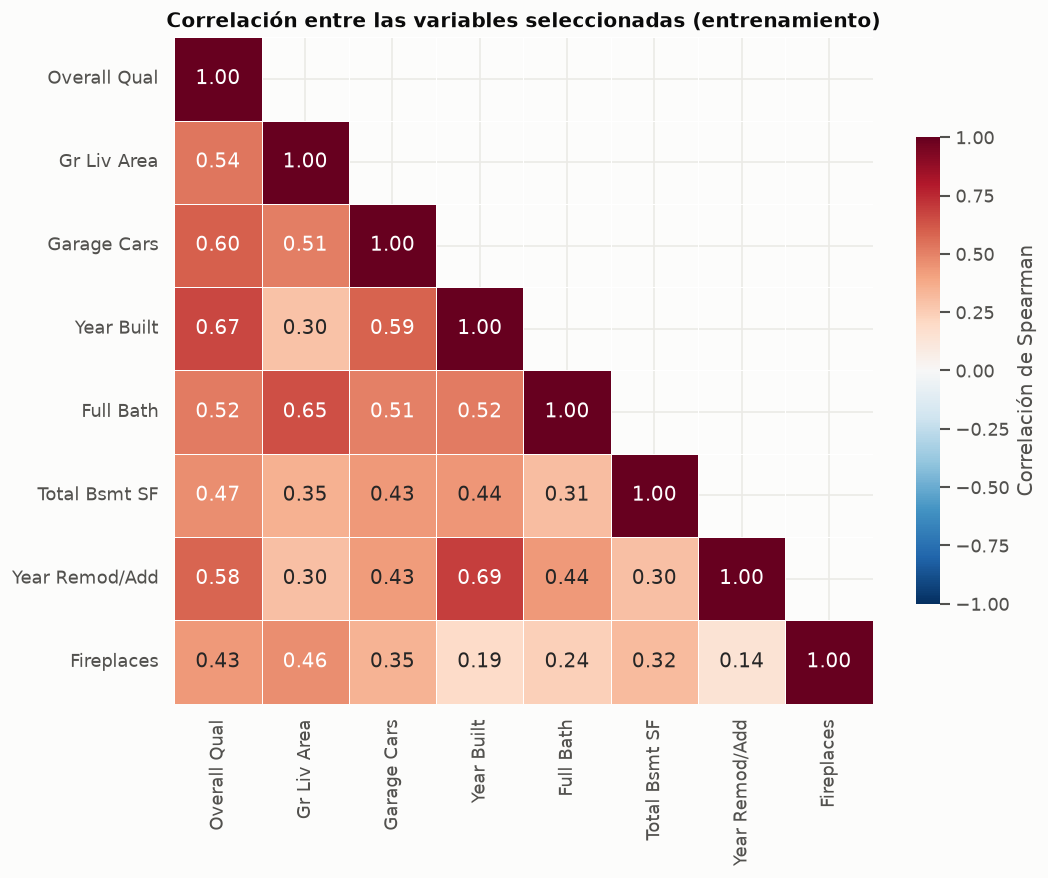 Correlación entre las variables seleccionadas (entrenamiento)
Overall Qual 1.00
Gr Liv Area 0.54 1.00
Garage Cars 0.60 0.51 1.00
Year Built 0.67 0.30 0.59 1.00
Full Bath 0.52 0.65 0.51 0.52 1.00
Total Bsmt SF 0.47 0.35 0.43 0.44 0.31 1.00
Year Remod/Add 0.58 0.30 0.43 0.69 0.44 0.30 1.00
Fireplaces 0.43 0.46 0.35 0.19 0.24 0.32 0.14 1.00
Overall Qual
Gr Liv Area
Garage Cars
Year Built
Full Bath
Total Bsmt SF
Year Remod/Add
Fireplaces
1.00
0.75
0.50
0.25
0.00
−0.25
−0.50
−0.75
−1.00
Correlación de Spearman